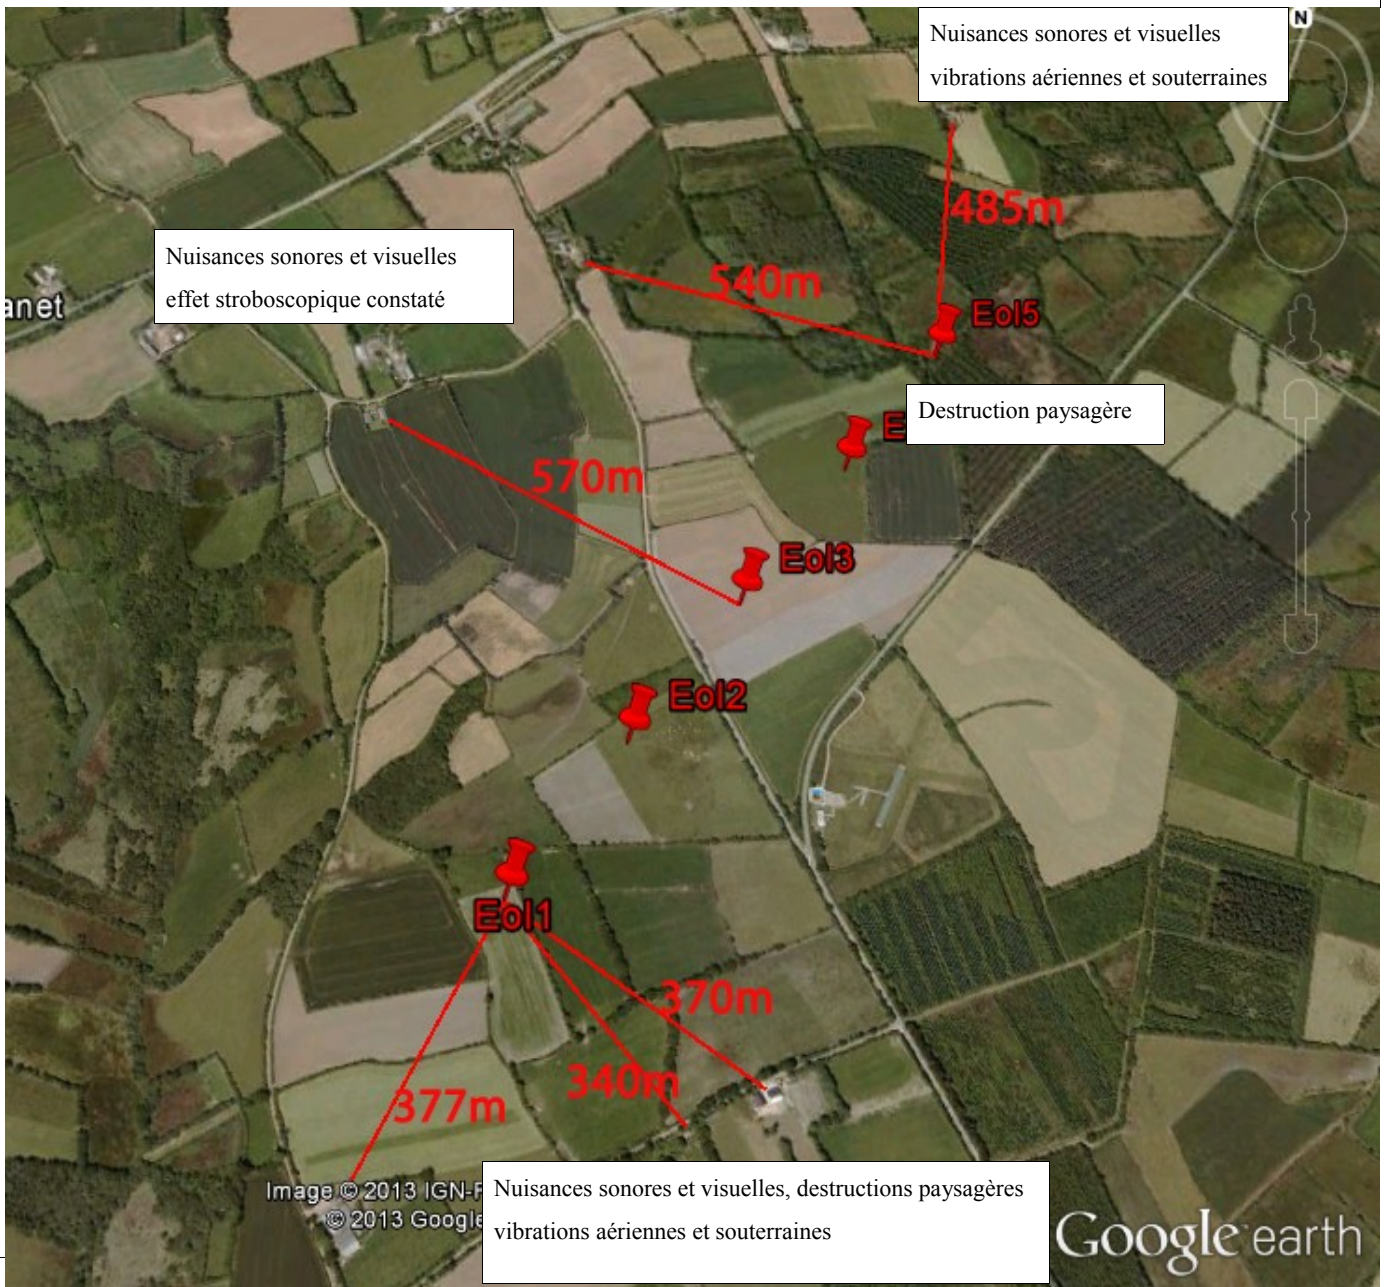 Nuisances sonores et visuelles
vibrations aériennes et souterraines
N
485m
Nuisances sonores et visuelles
effet stroboscopique constaté
540m
anet
Eol5
Destruction paysagère
E
570m
Eol3
Eol2
Eol1
370m
340m
377m
Image © 2013 IGN-F
© 2013 Google
Nuisances sonores et visuelles, destructions paysagères
vibrations aériennes et souterraines
Google earth